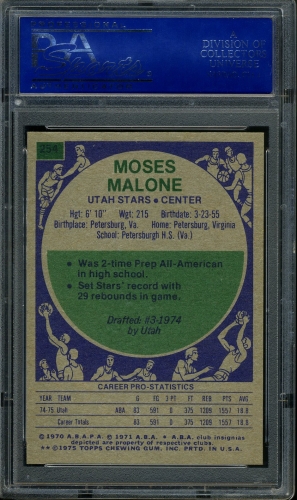 PSA
A
DIVISION OF
COLLECTORS
UNIVERSE
254
MOSES
MALONE
UTAH STARS • CENTER
Hgt: 6' 10" Wgt: 215 Birthdate: 3-23-55
Birthplace: Petersburg, Va. Home: Petersburg, Virginia
School: Petersburgh H.S. (Va.)
• Was 2-time Prep All-American
in high school.
• Set Stars' record with
29 rebounds in game.
Drafted: #3-1974
by Utah
CAREER PRO-STATISTICS
YEAR TEAM G FG 3 PT FT REB PTS AVG
74-75 Utah A.B.A. 83 591 0 375 1209 1557 18.8
Career Totals 83 591 0 375 1209 1557 18.8
©1970 A.B.A.P.A. ©1971 A.B.A. • A.B.A. club insignias
depicted are property of respective clubs.
©1975 TOPPS CHEWING GUM, INC. PRTD. IN U.S.A.